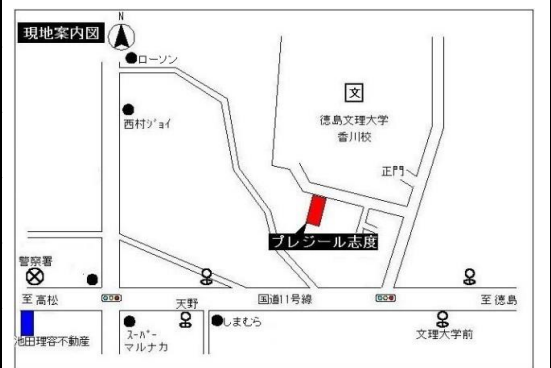 N
現地案内図
ローソン
西村ジョイ
文
徳島文理大学
香川校
正門
プレジール志度
警察署
至高松
天野
国道11号線
至徳島
池田理容不動産
スーパー
マルナカ
しまむら
文理大学前